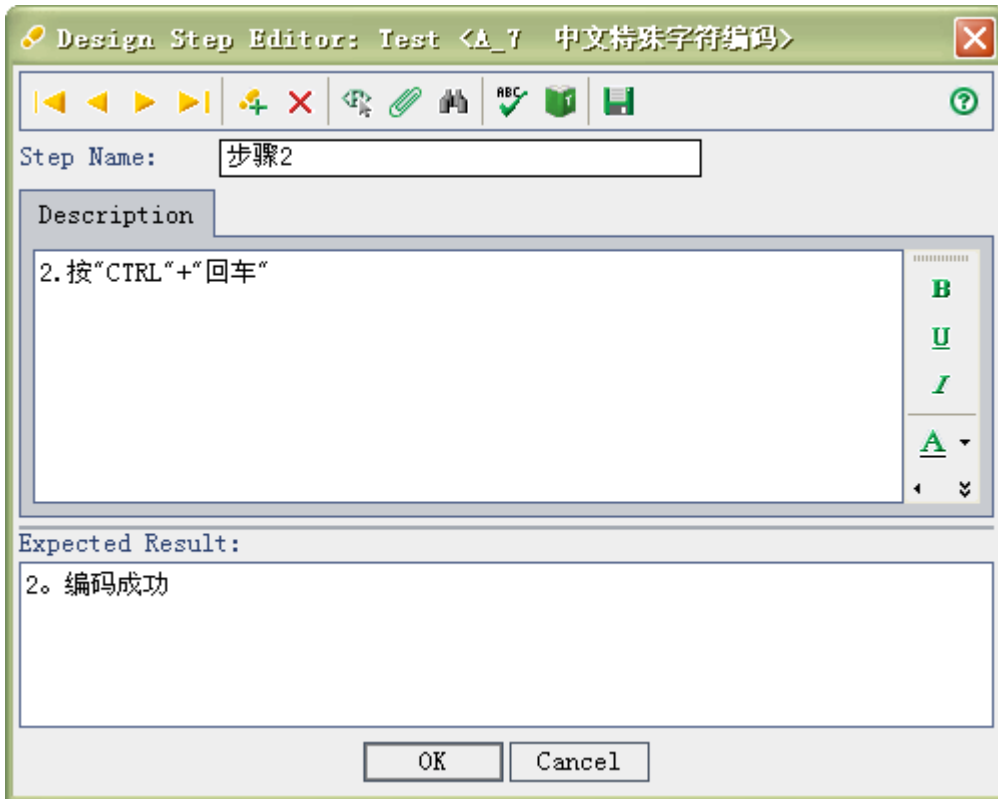 Design Step Editor: Test <A_7 中文特殊字符编码>
ABC
Step Name: 步骤2
Description
2.按"CTRL"+"回车"
B
U
I
A
Expected Result:
2。编码成功
OK Cancel